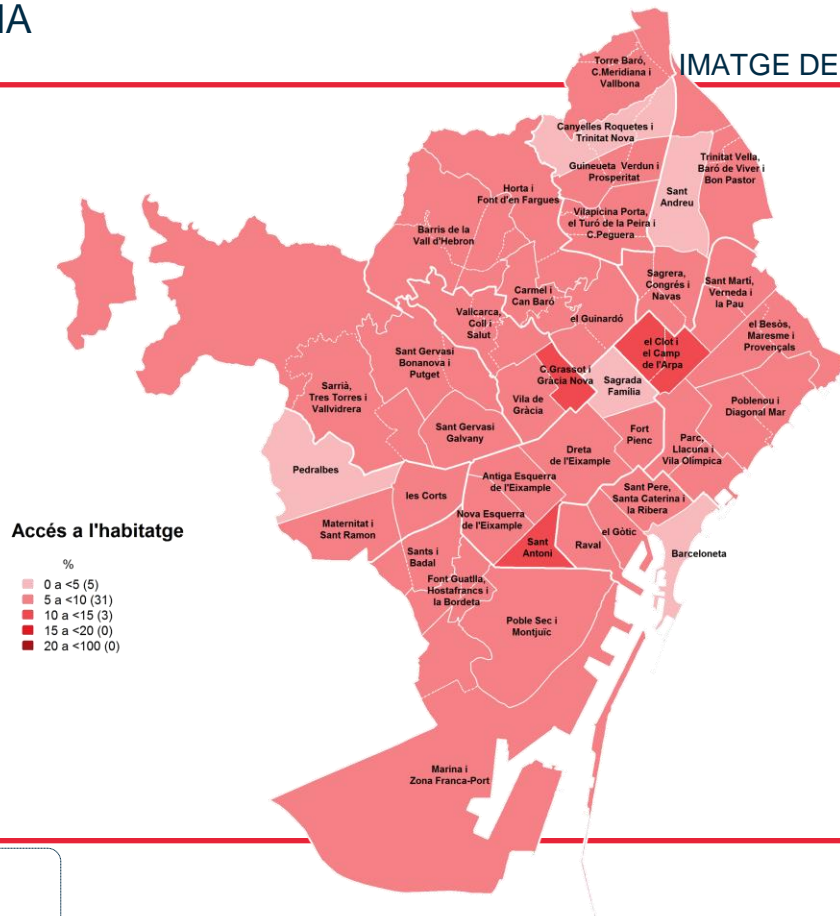 IMATGE DE
Torre Baró,
C.Meridiana i
Vallbona
Canyelles Roquetes i
Trinitat Nova
Guineueta Verdun i
Prosperitat
Trinitat Vella,
Baró de Viver i
Bon Pastor
Sant
Andreu
Horta i
Font d'en Fargues
Vilapicina Porta,
el Turó de la Peira i
C.Peguera
Barris de la
Vall d'Hebron
Sagrera,
Congrés i
Navas
Sant Martí,
Verneda i
la Pau
Carmel i
Can Baró
Vallcarca,
Coll i
Salut
el Guinardó
el Besòs,
Maresme i
Provençals
el Clot i
el Camp
de l'Arpa
Sant Gervasi
Bonanova i
Putget
C.Grassot i
Gràcia Nova
Sagrada
Família
Sarrià,
Tres Torres i
Vallvidrera
Vila de
Gràcia
Poblenou i
Diagonal Mar
Sant Gervasi
Galvany
Fort
Pienc
Parc,
Llacuna i
Vila Olímpica
Dreta
de l'Eixample
Pedralbes
Antiga Esquerra
de l'Eixample
les Corts
Sant Pere,
Santa Caterina i
la Ribera
Maternitat i
Sant Ramon
Nova Esquerra
de l'Eixample
el Gòtic
Sant
Antoni
Raval
Barceloneta
Sants i
Badal
Font Guatlla,
Hostafrancs i
la Bordeta
Poble Sec i
Montjuïc
Marina i
Zona Franca-Port
Accés a l'habitatge
%
0 a <5 (5)
5 a <10 (31)
10 a <15 (3)
15 a <20 (0)
20 a <100 (0)